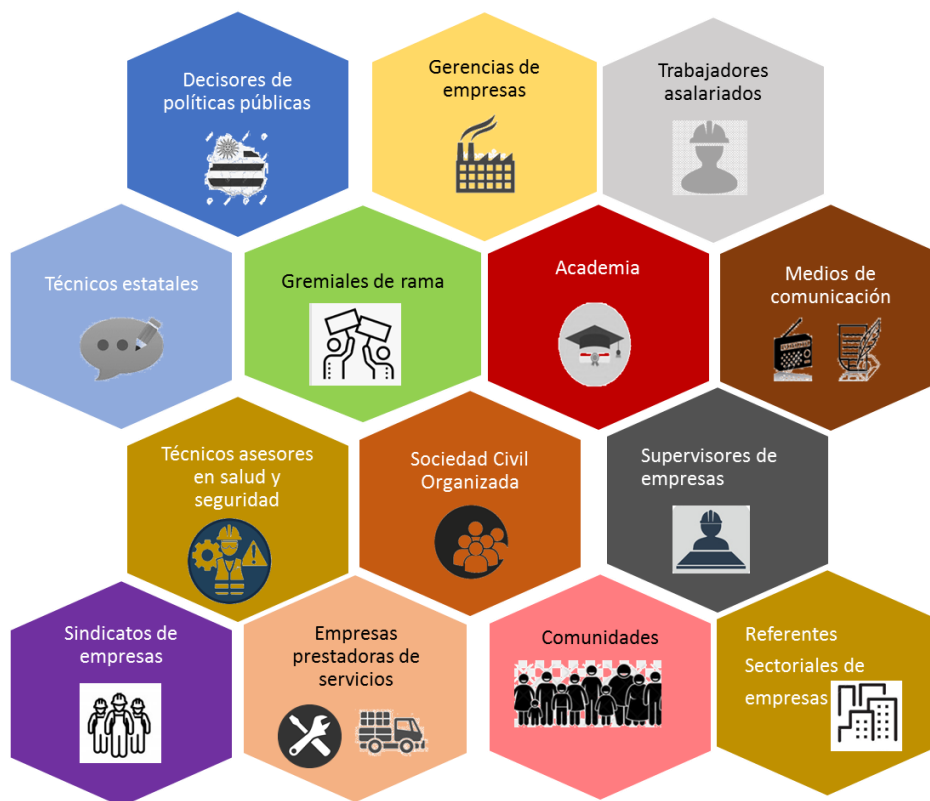 Decisores de
políticas públicas
Gerencias de
empresas
Trabajadores
asalariados
Técnicos estatales
Gremiales de rama
Academia
Medios de
comunicación
Técnicos asesores
en salud y
seguridad
Sociedad Civil
Organizada
Supervisores de
empresas
Sindicatos de
empresas
Empresas
prestadoras de
servicios
Comunidades
Referentes
Sectoriales de
empresas